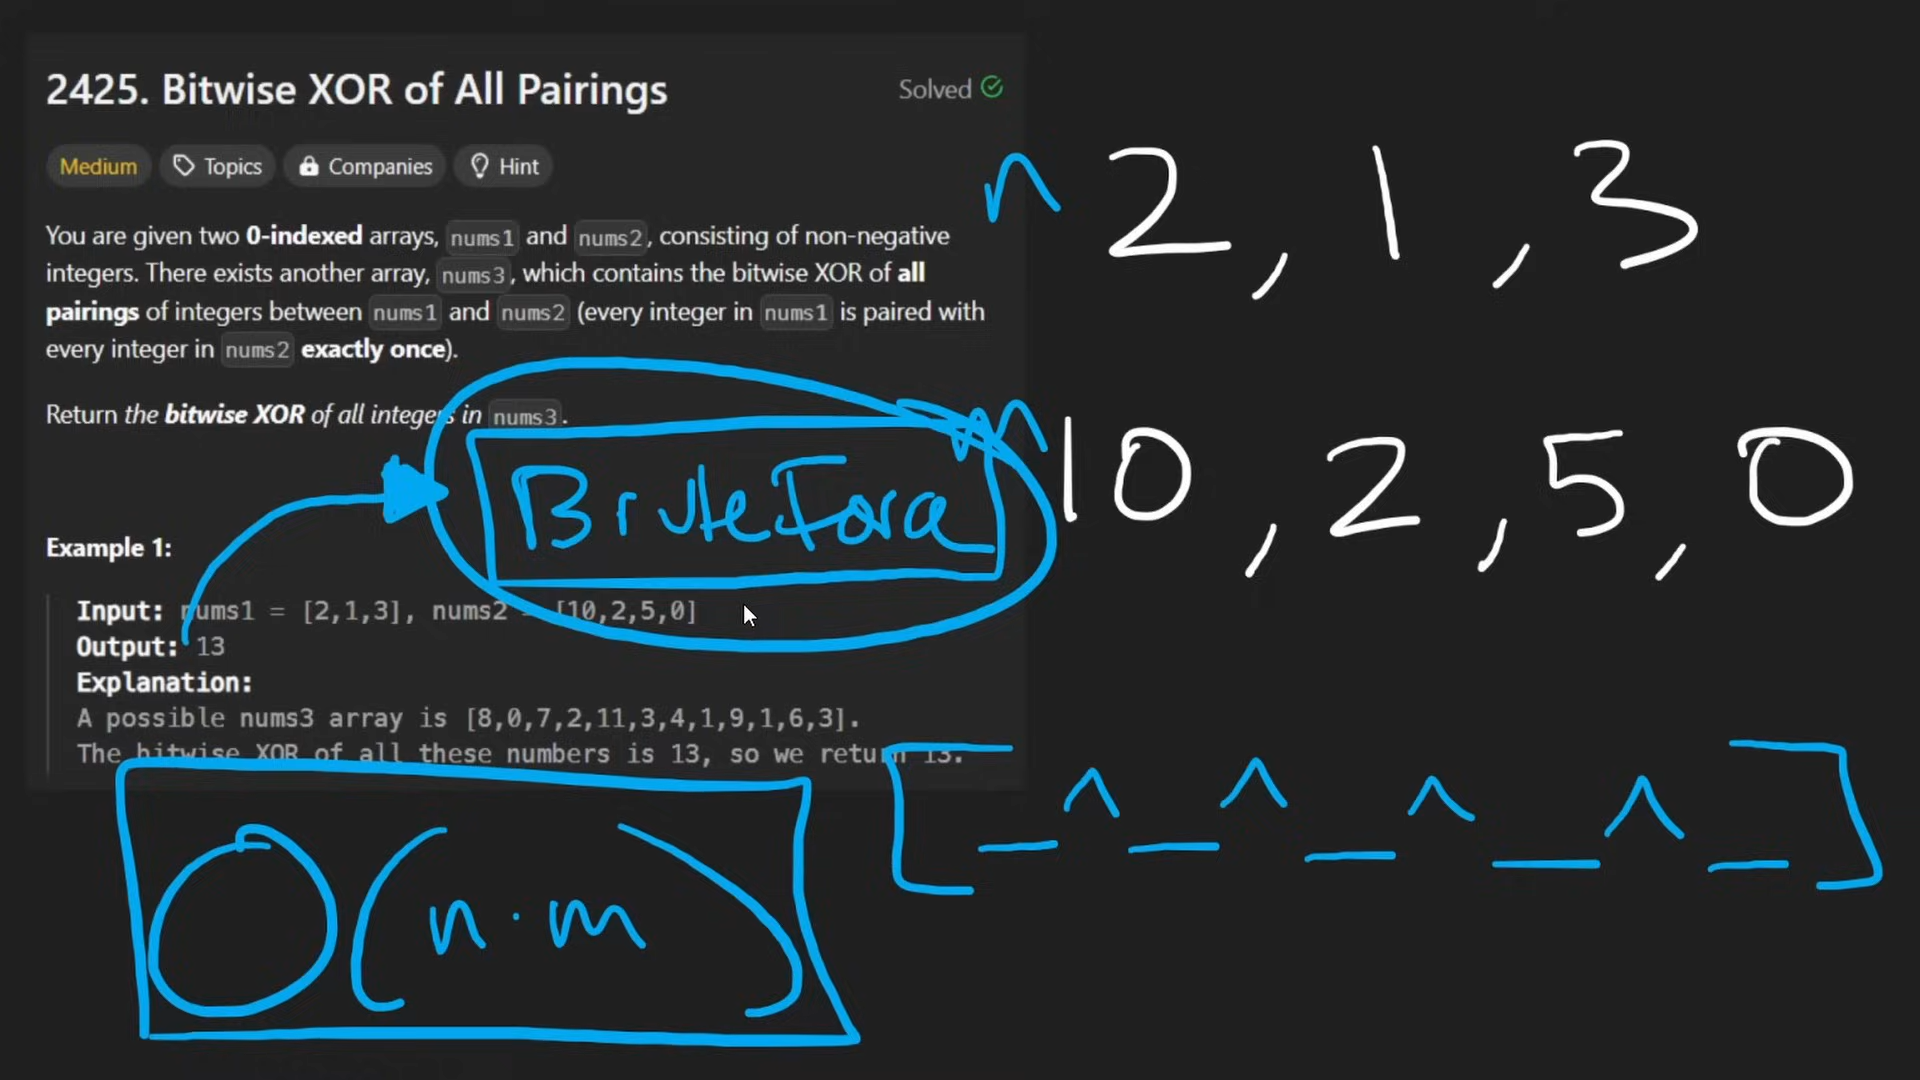 2425. Bitwise XOR of All Pairings
Solved
Medium Topics Companies Hint
You are given two 0-indexed arrays, nums1 and nums2, consisting of non-negative
integers. There exists another array, nums3, which contains the bitwise XOR of all
pairings of integers between nums1 and nums2 (every integer in nums1 is paired with
every integer in nums2 exactly once).
Return the bitwise XOR of all integers in nums3.
Example 1:
Input: nums1 = [2,1,3], nums2 = [10,2,5,0]
Output: 13
Explanation:
A possible nums3 array is [8,0,7,2,11,3,4,1,9,1,6,3].
The bitwise XOR of all these numbers is 13, so we return 13.
n 2, 1, 3
m 10, 2, 5, 0
Brute Force
O(n·m)
[_^_^_^_^_]